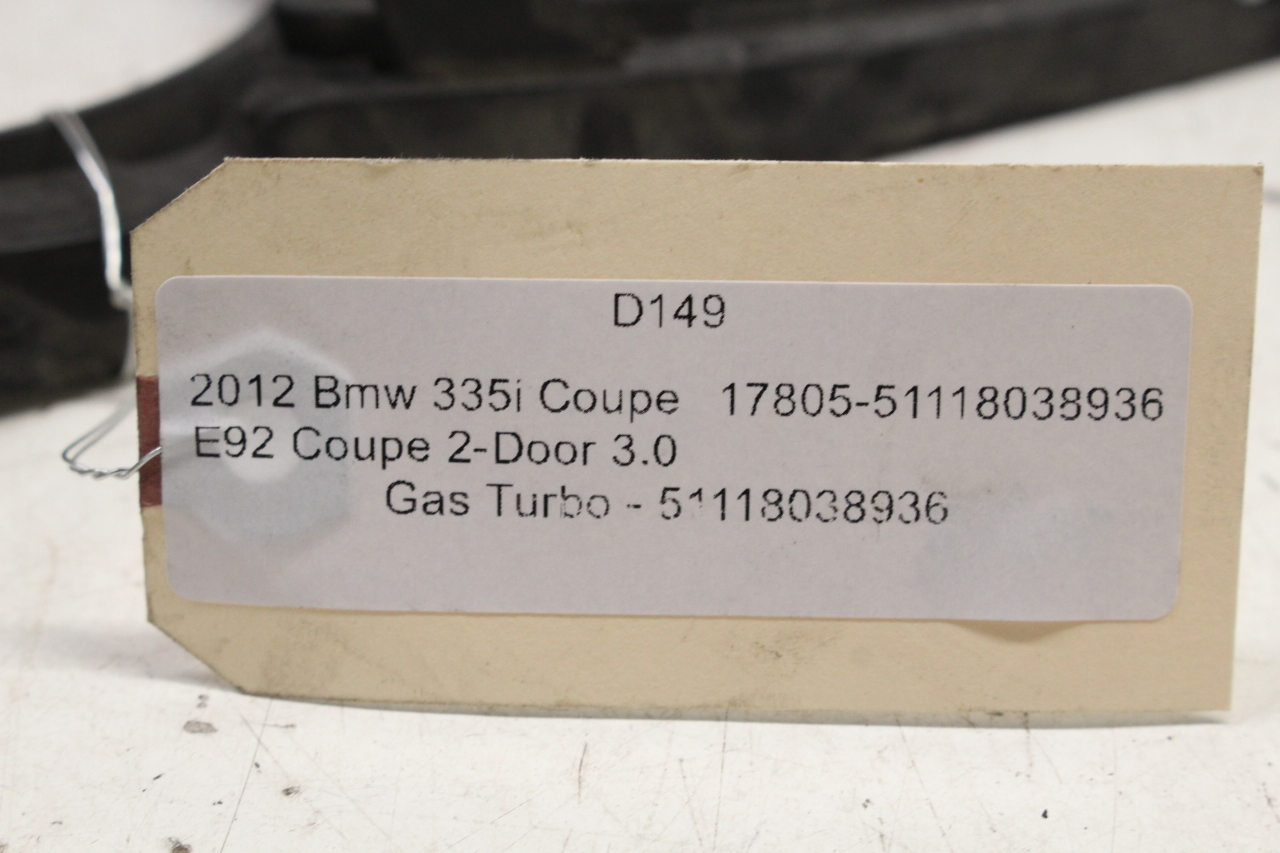 D149
2012 Bmw 335i Coupe 17805-51118038936
E92 Coupe 2-Door 3.0
Gas Turbo - 51118038936